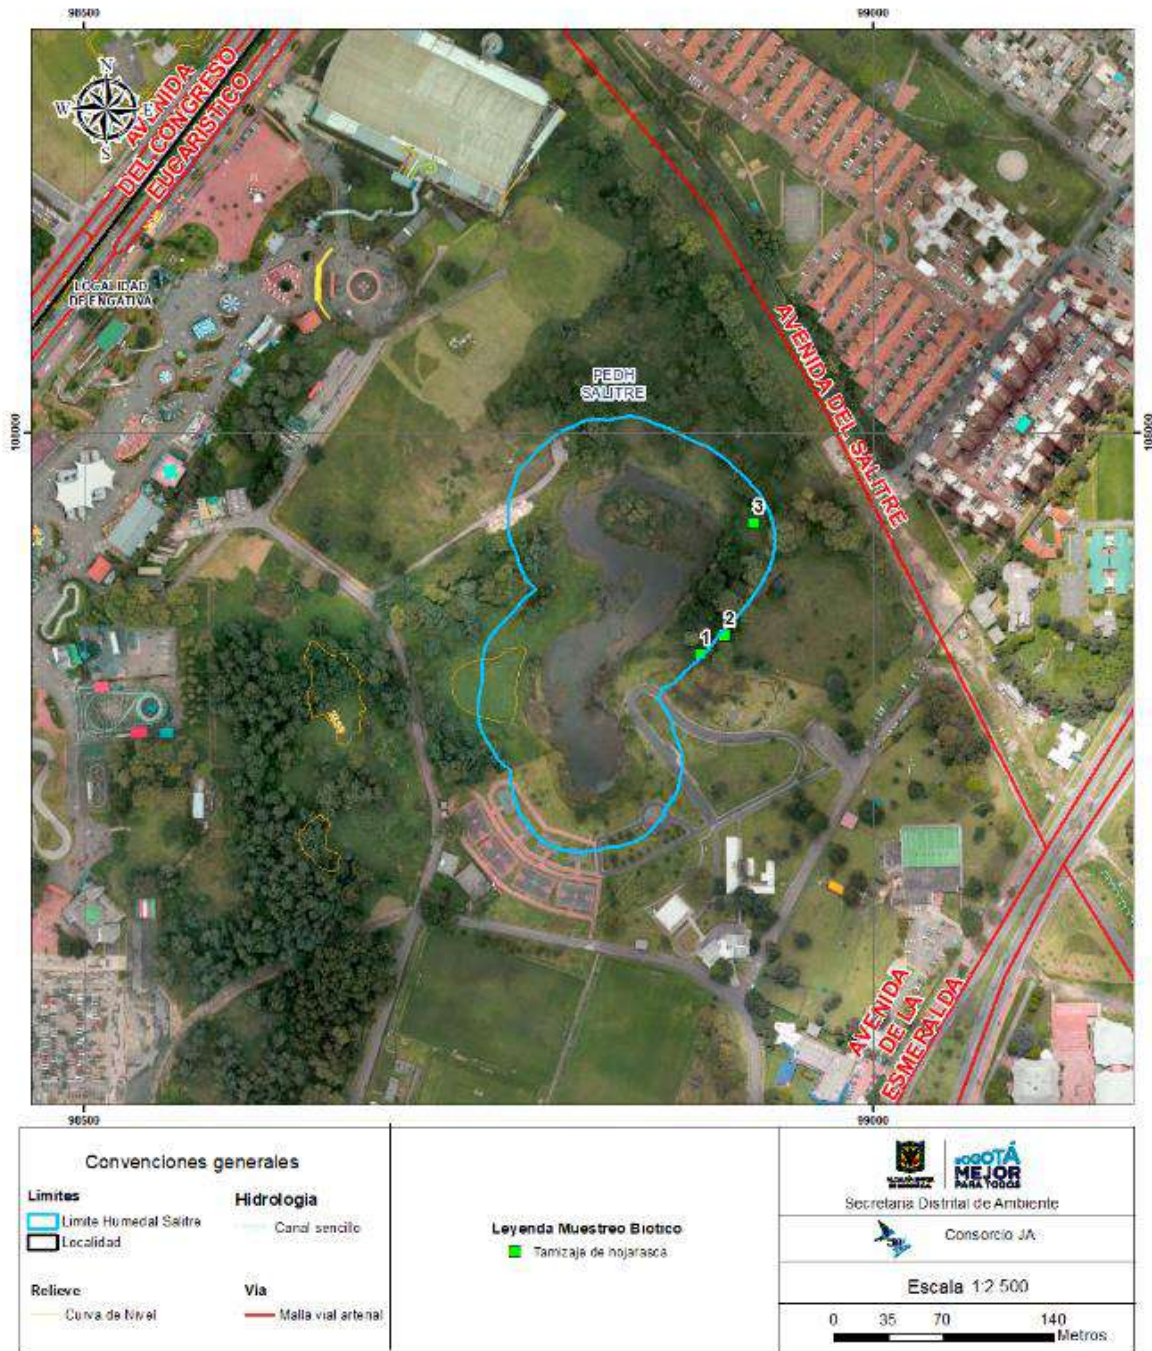 98500
99000
N
W
E
S
AVENIDA
DEL CONGRESO
EUCARISTICO
LOCALIDAD
DE ENGATIVA
PEDH
SALITRE
AVENIDA DEL SALITRE
108000
108000
3
2
1
AVENIDA
DE LA
ESMERALDA
98500
99000
Convenciones generales
Limites
Limite Humedal Salitre
Localidad
Hidrologia
Canal sencillo
Relieve
Curva de Nivel
Via
Malla vial arterial
Leyenda Muestreo Biotico
Tamizaje de hojarasca
BOGOTÁ
MEJOR
PARA TODOS
Secretaria Distrital de Ambiente
Consorcio JA
Escala 1:2 500
0 35 70 140
Metros